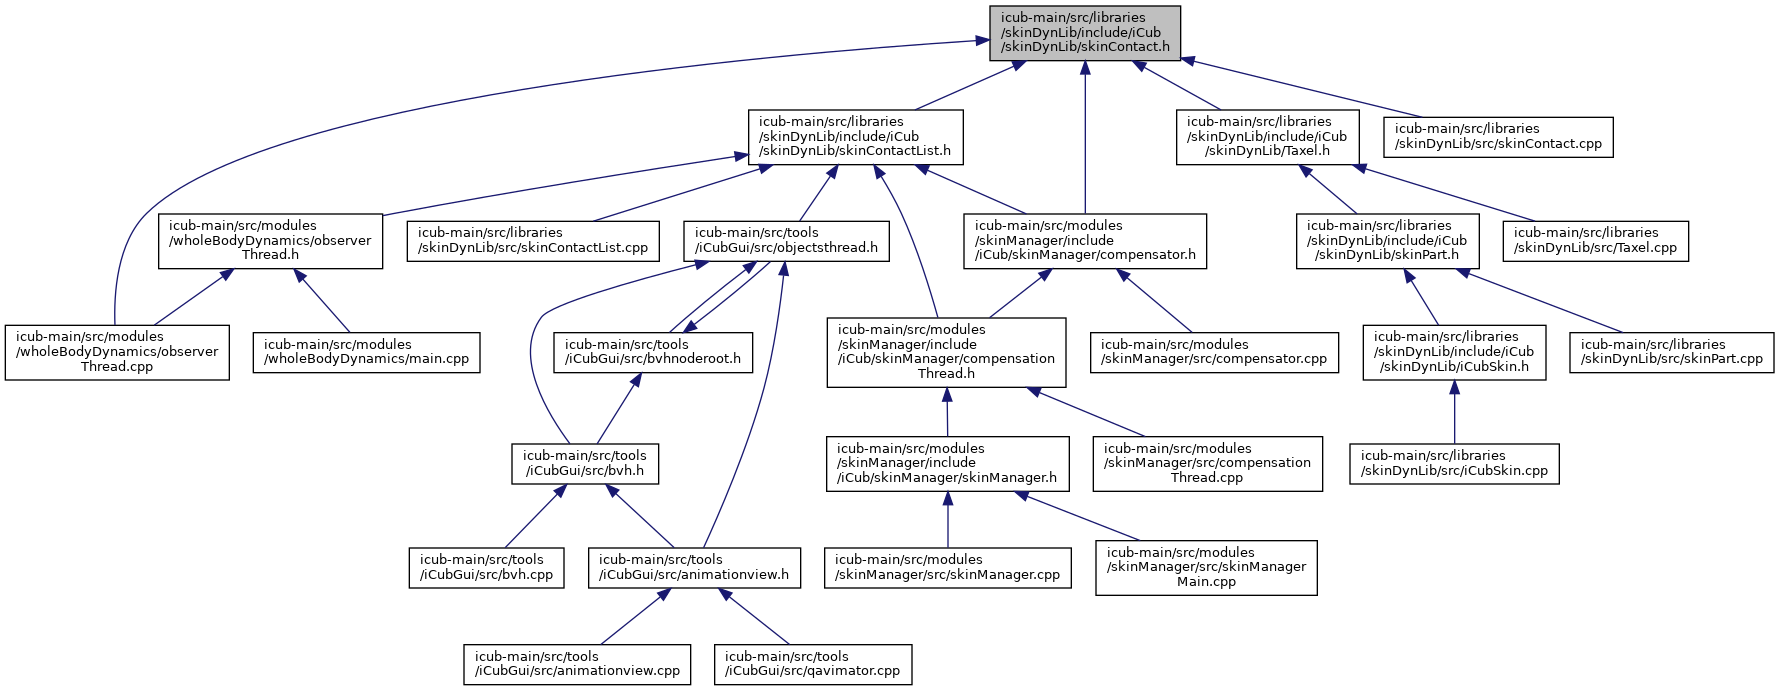 icub-main/src/libraries
/skinDynLib/include/iCub
/skinDynLib/skinContact.h
icub-main/src/libraries
/skinDynLib/include/iCub
/skinDynLib/skinContactList.h
icub-main/src/libraries
/skinDynLib/include/iCub
/skinDynLib/Taxel.h
icub-main/src/libraries
/skinDynLib/src/skinContact.cpp
icub-main/src/modules
/wholeBodyDynamics/observer
Thread.h
icub-main/src/libraries
/skinDynLib/src/skinContactList.cpp
icub-main/src/tools
/iCubGui/src/objectsthread.h
icub-main/src/modules
/skinManager/include
/iCub/skinManager/compensator.h
icub-main/src/libraries
/skinDynLib/include/iCub
/skinDynLib/skinPart.h
icub-main/src/libraries
/skinDynLib/src/Taxel.cpp
icub-main/src/modules
/wholeBodyDynamics/observer
Thread.cpp
icub-main/src/modules
/wholeBodyDynamics/main.cpp
icub-main/src/tools
/iCubGui/src/bvhnoderoot.h
icub-main/src/modules
/skinManager/include
/iCub/skinManager/compensation
Thread.h
icub-main/src/modules
/skinManager/src/compensator.cpp
icub-main/src/libraries
/skinDynLib/include/iCub
/skinDynLib/iCubSkin.h
icub-main/src/libraries
/skinDynLib/src/skinPart.cpp
icub-main/src/tools
/iCubGui/src/bvh.h
icub-main/src/modules
/skinManager/include
/iCub/skinManager/skinManager.h
icub-main/src/modules
/skinManager/src/compensation
Thread.cpp
icub-main/src/libraries
/skinDynLib/src/iCubSkin.cpp
icub-main/src/tools
/iCubGui/src/bvh.cpp
icub-main/src/tools
/iCubGui/src/animationview.h
icub-main/src/modules
/skinManager/src/skinManager.cpp
icub-main/src/modules
/skinManager/src/skinManager
Main.cpp
icub-main/src/tools
/iCubGui/src/animationview.cpp
icub-main/src/tools
/iCubGui/src/qavimator.cpp